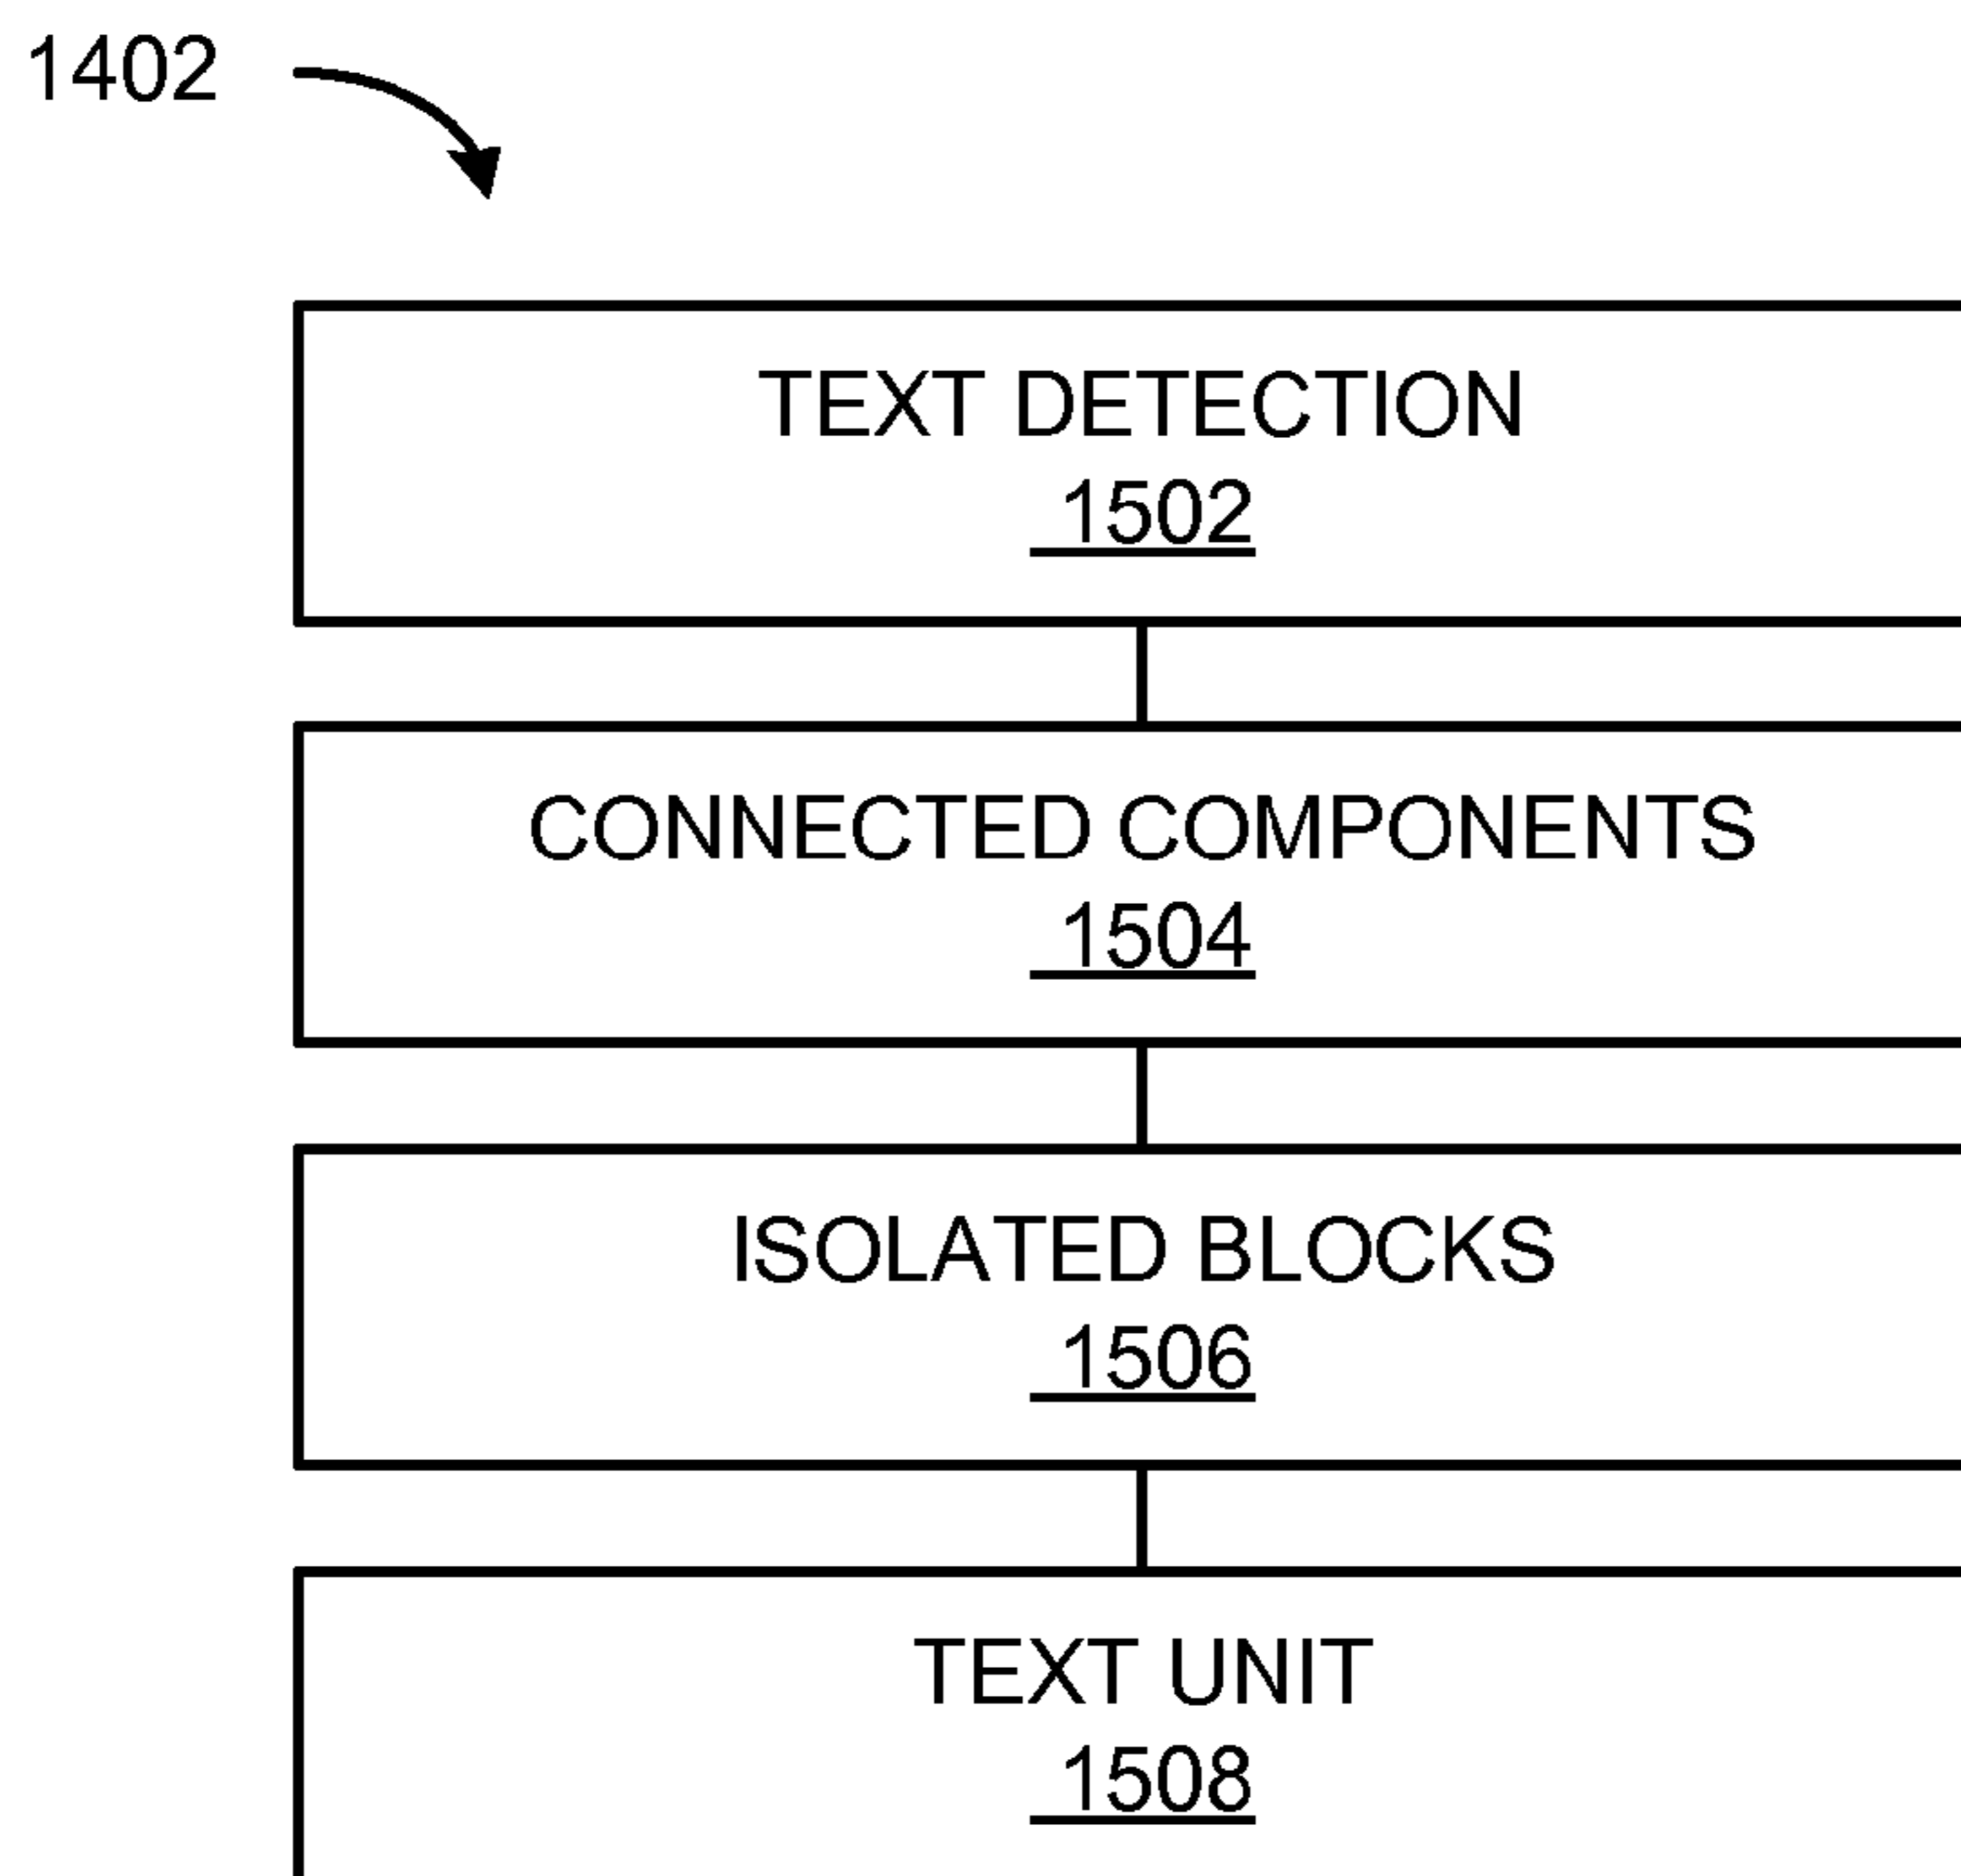 1402
TEXT DETECTION
1502
CONNECTED COMPONENTS
1504
ISOLATED BLOCKS
1506
TEXT UNIT
1508